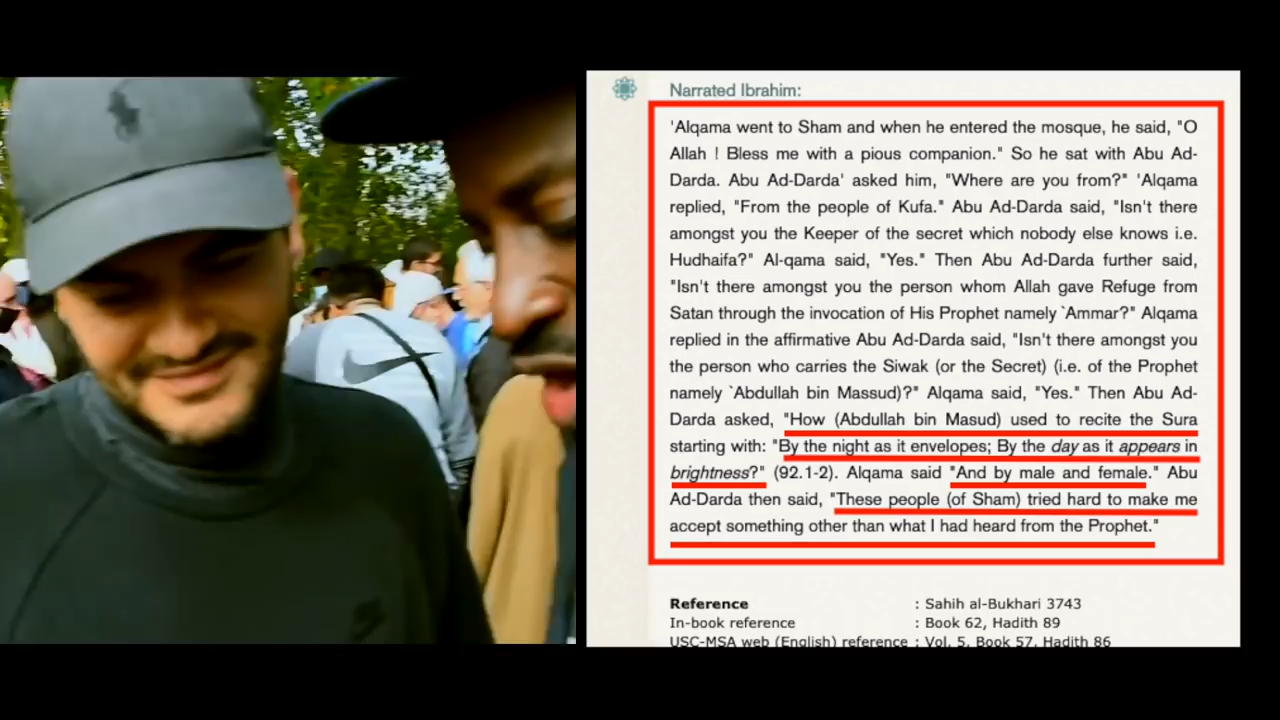 Narrated Ibrahim:
'Alqama went to Sham and when he entered the mosque, he said, "O
Allah ! Bless me with a pious companion." So he sat with Abu Ad-
Darda. Abu Ad-Darda' asked him, "Where are you from?" 'Alqama
replied, "From the people of Kufa." Abu Ad-Darda said, "Isn't there
amongst you the Keeper of the secret which nobody else knows i.e.
Hudhaifa?" Al-qama said, "Yes." Then Abu Ad-Darda further said,
"Isn't there amongst you the person whom Allah gave Refuge from
Satan through the invocation of His Prophet namely `Ammar?" Alqama
replied in the affirmative Abu Ad-Darda said, "Isn't there amongst you
the person who carries the Siwak (or the Secret) (i.e. of the Prophet
namely `Abdullah bin Massud)?" Alqama said, "Yes." Then Abu Ad-
Darda asked, "How (Abdullah bin Masud) used to recite the Sura
starting with: "By the night as it envelopes; By the day as it appears in
brightness?" (92.1-2). Alqama said "And by male and female." Abu
Ad-Darda then said, "These people (of Sham) tried hard to make me
accept something other than what I had heard from the Prophet."
Reference : Sahih al-Bukhari 3743
In-book reference : Book 62, Hadith 89
USC-MSA web (English) reference : Vol. 5, Book 57, Hadith 86